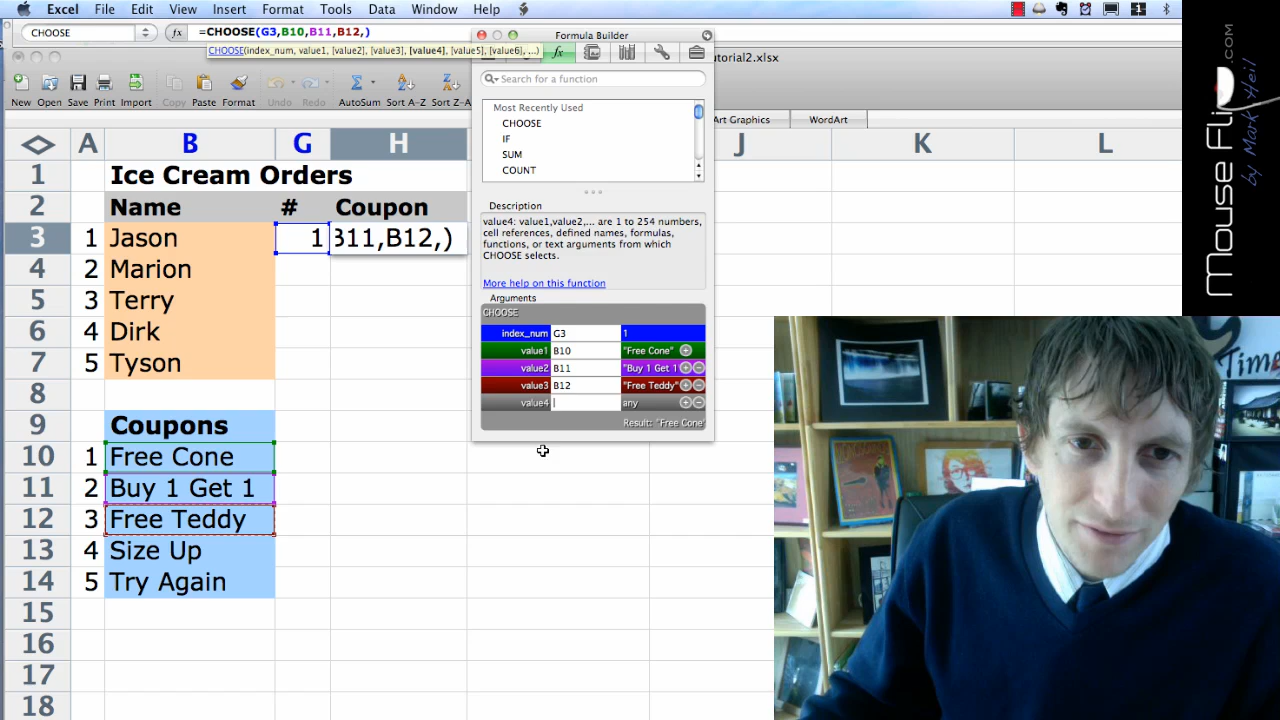 Excel File Edit View Insert Format Tools Data Window Help
CHOOSE fx =CHOOSE(G3,B10,B11,B12,)
CHOOSE(index_num, value1, [value2], [value3], [value4], [value5], [value6], ...)
utorial2.xlsx
New Open Save Print Import Copy Paste Format Undo Redo AutoSum Sort A-Z Sort Z-A
Art Graphics WordArt
A B G H J K L
1 Ice Cream Orders
2 Name # Coupon
3 1 Jason 1 B11,B12,)
4 2 Marion
5 3 Terry
6 4 Dirk
7 5 Tyson
8
9 Coupons
10 1 Free Cone
11 2 Buy 1 Get 1
12 3 Free Teddy
13 4 Size Up
14 5 Try Again
15
16
17
18
Formula Builder
fx
Search for a function
Most Recently Used
CHOOSE
IF
SUM
COUNT
Description
value4: value1,value2,... are 1 to 254 numbers,
cell references, defined names, formulas,
functions, or text arguments from which
CHOOSE selects.
More help on this function
Arguments
CHOOSE
index_num G3 1
value1 B10 "Free Cone"
value2 B11 "Buy 1 Get 1
value3 B12 "Free Teddy"
value4 any
Result: "Free Cone"
Mouse Flip .COM
by Mark Heil
Time